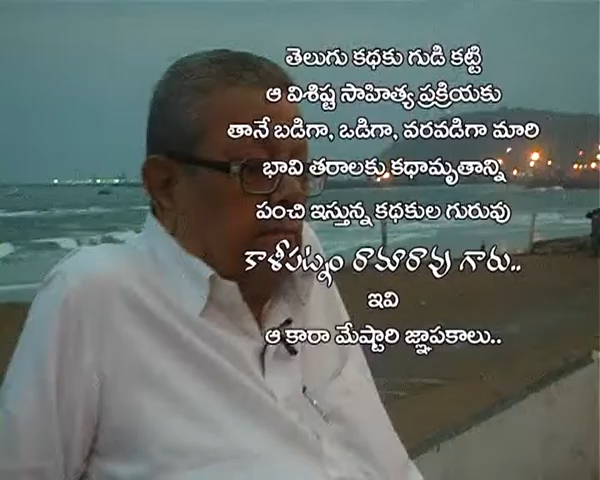 తెలుగు కథకు గుడి కట్టి
ఆ విశిష్ట సాహిత్య ప్రక్రియకు
తానే బడిగా, ఒడిగా, వరవడిగా మారి
భావి తరాలకు కథామృతాన్ని
పంచి ఇస్తున్న కథకుల గురువు
కాళీపట్నం రామారావు గారు..
ఇవి
ఆ కారా మేష్టారి జ్ఞాపకాలు..